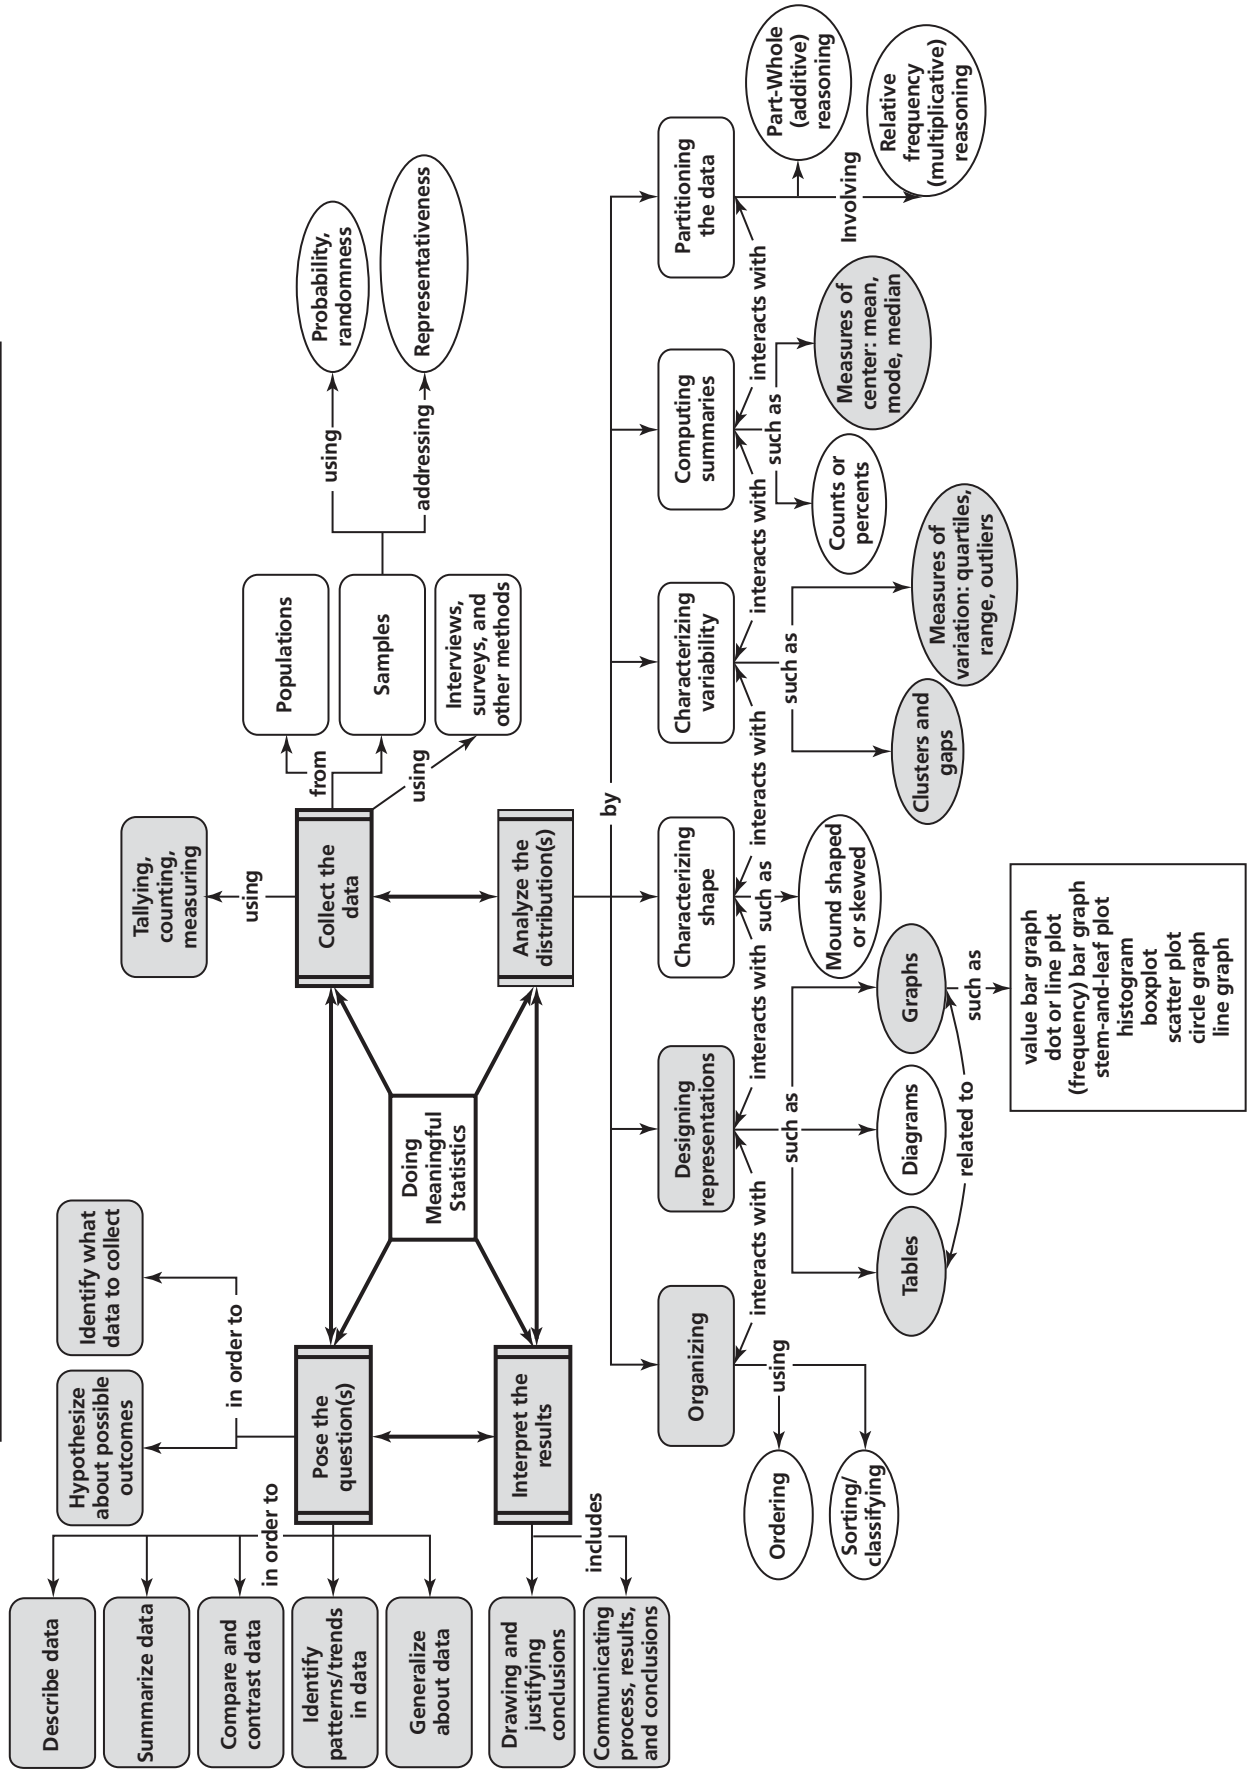 Describe data
Summarize data
Compare and
contrast data
Identify
patterns/trends
in data
Generalize
about data
Drawing and
justifying
conclusions
Communicating
process, results,
and conclusions
in order to
includes
Hypothesize
about possible
outcomes
Identify what
data to collect
in order to
Pose the
question(s)
Interpret the
results
Doing
Meaningful
Statistics
Tallying,
counting,
measuring
using
Collect the
data
Analyze the
distribution(s)
from
using
Populations
Samples
Interviews,
surveys, and
other methods
using
addressing
Probability,
randomness
Representativeness
by
Organizing
Designing
representations
Characterizing
shape
Characterizing
variability
Computing
summaries
Partitioning
the data
interacts with
interacts with
interacts with
interacts with
interacts with
using
Ordering
Sorting/
classifying
such as
Tables
Diagrams
Graphs
related to
such as
value bar graph
dot or line plot
(frequency) bar graph
stem-and-leaf plot
histogram
boxplot
scatter plot
circle graph
line graph
such as
Mound shaped
or skewed
such as
Clusters and
gaps
Measures of
variation: quartiles,
range, outliers
such as
Counts or
percents
Measures of
center: mean,
mode, median
Involving
Part-Whole
(additive)
reasoning
Relative
frequency
(multiplicative)
reasoning